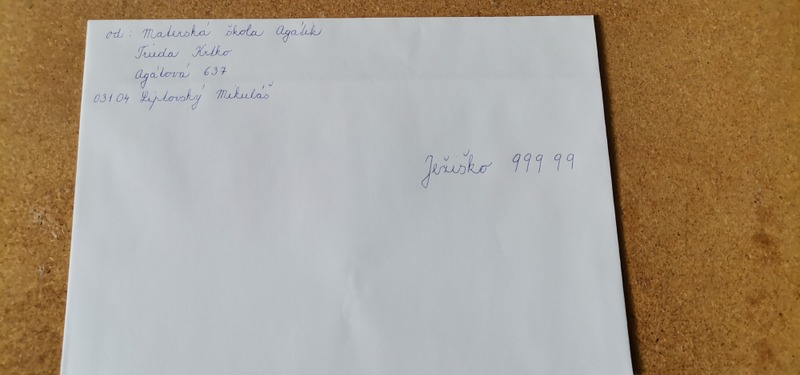 od: Materská škola Agátik
Trieda Krtko
Agátová 637
031 04 Liptovský Mikuláš
Ježiško 999 99